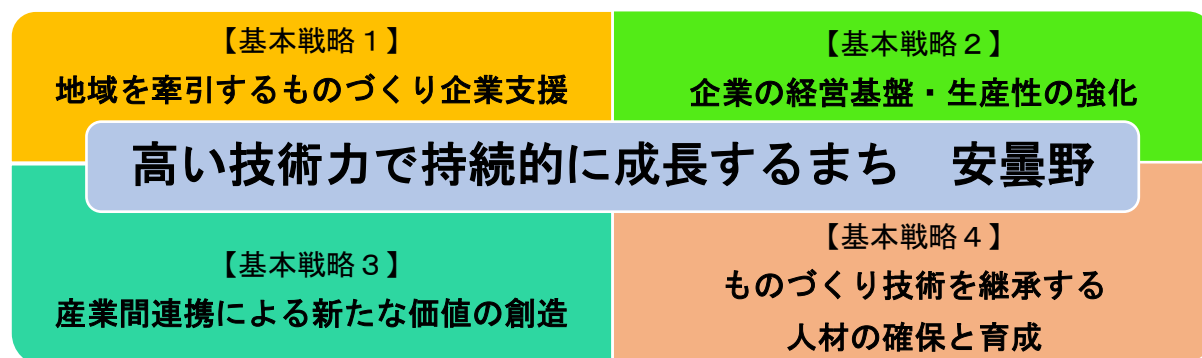 【基本戦略１】
地域を牽引するものづくり企業支援
【基本戦略２】
企業の経営基盤・生産性の強化
高い技術力で持続的に成長するまち　安曇野
【基本戦略３】
産業間連携による新たな価値の創造
【基本戦略４】
ものづくり技術を継承する
人材の確保と育成